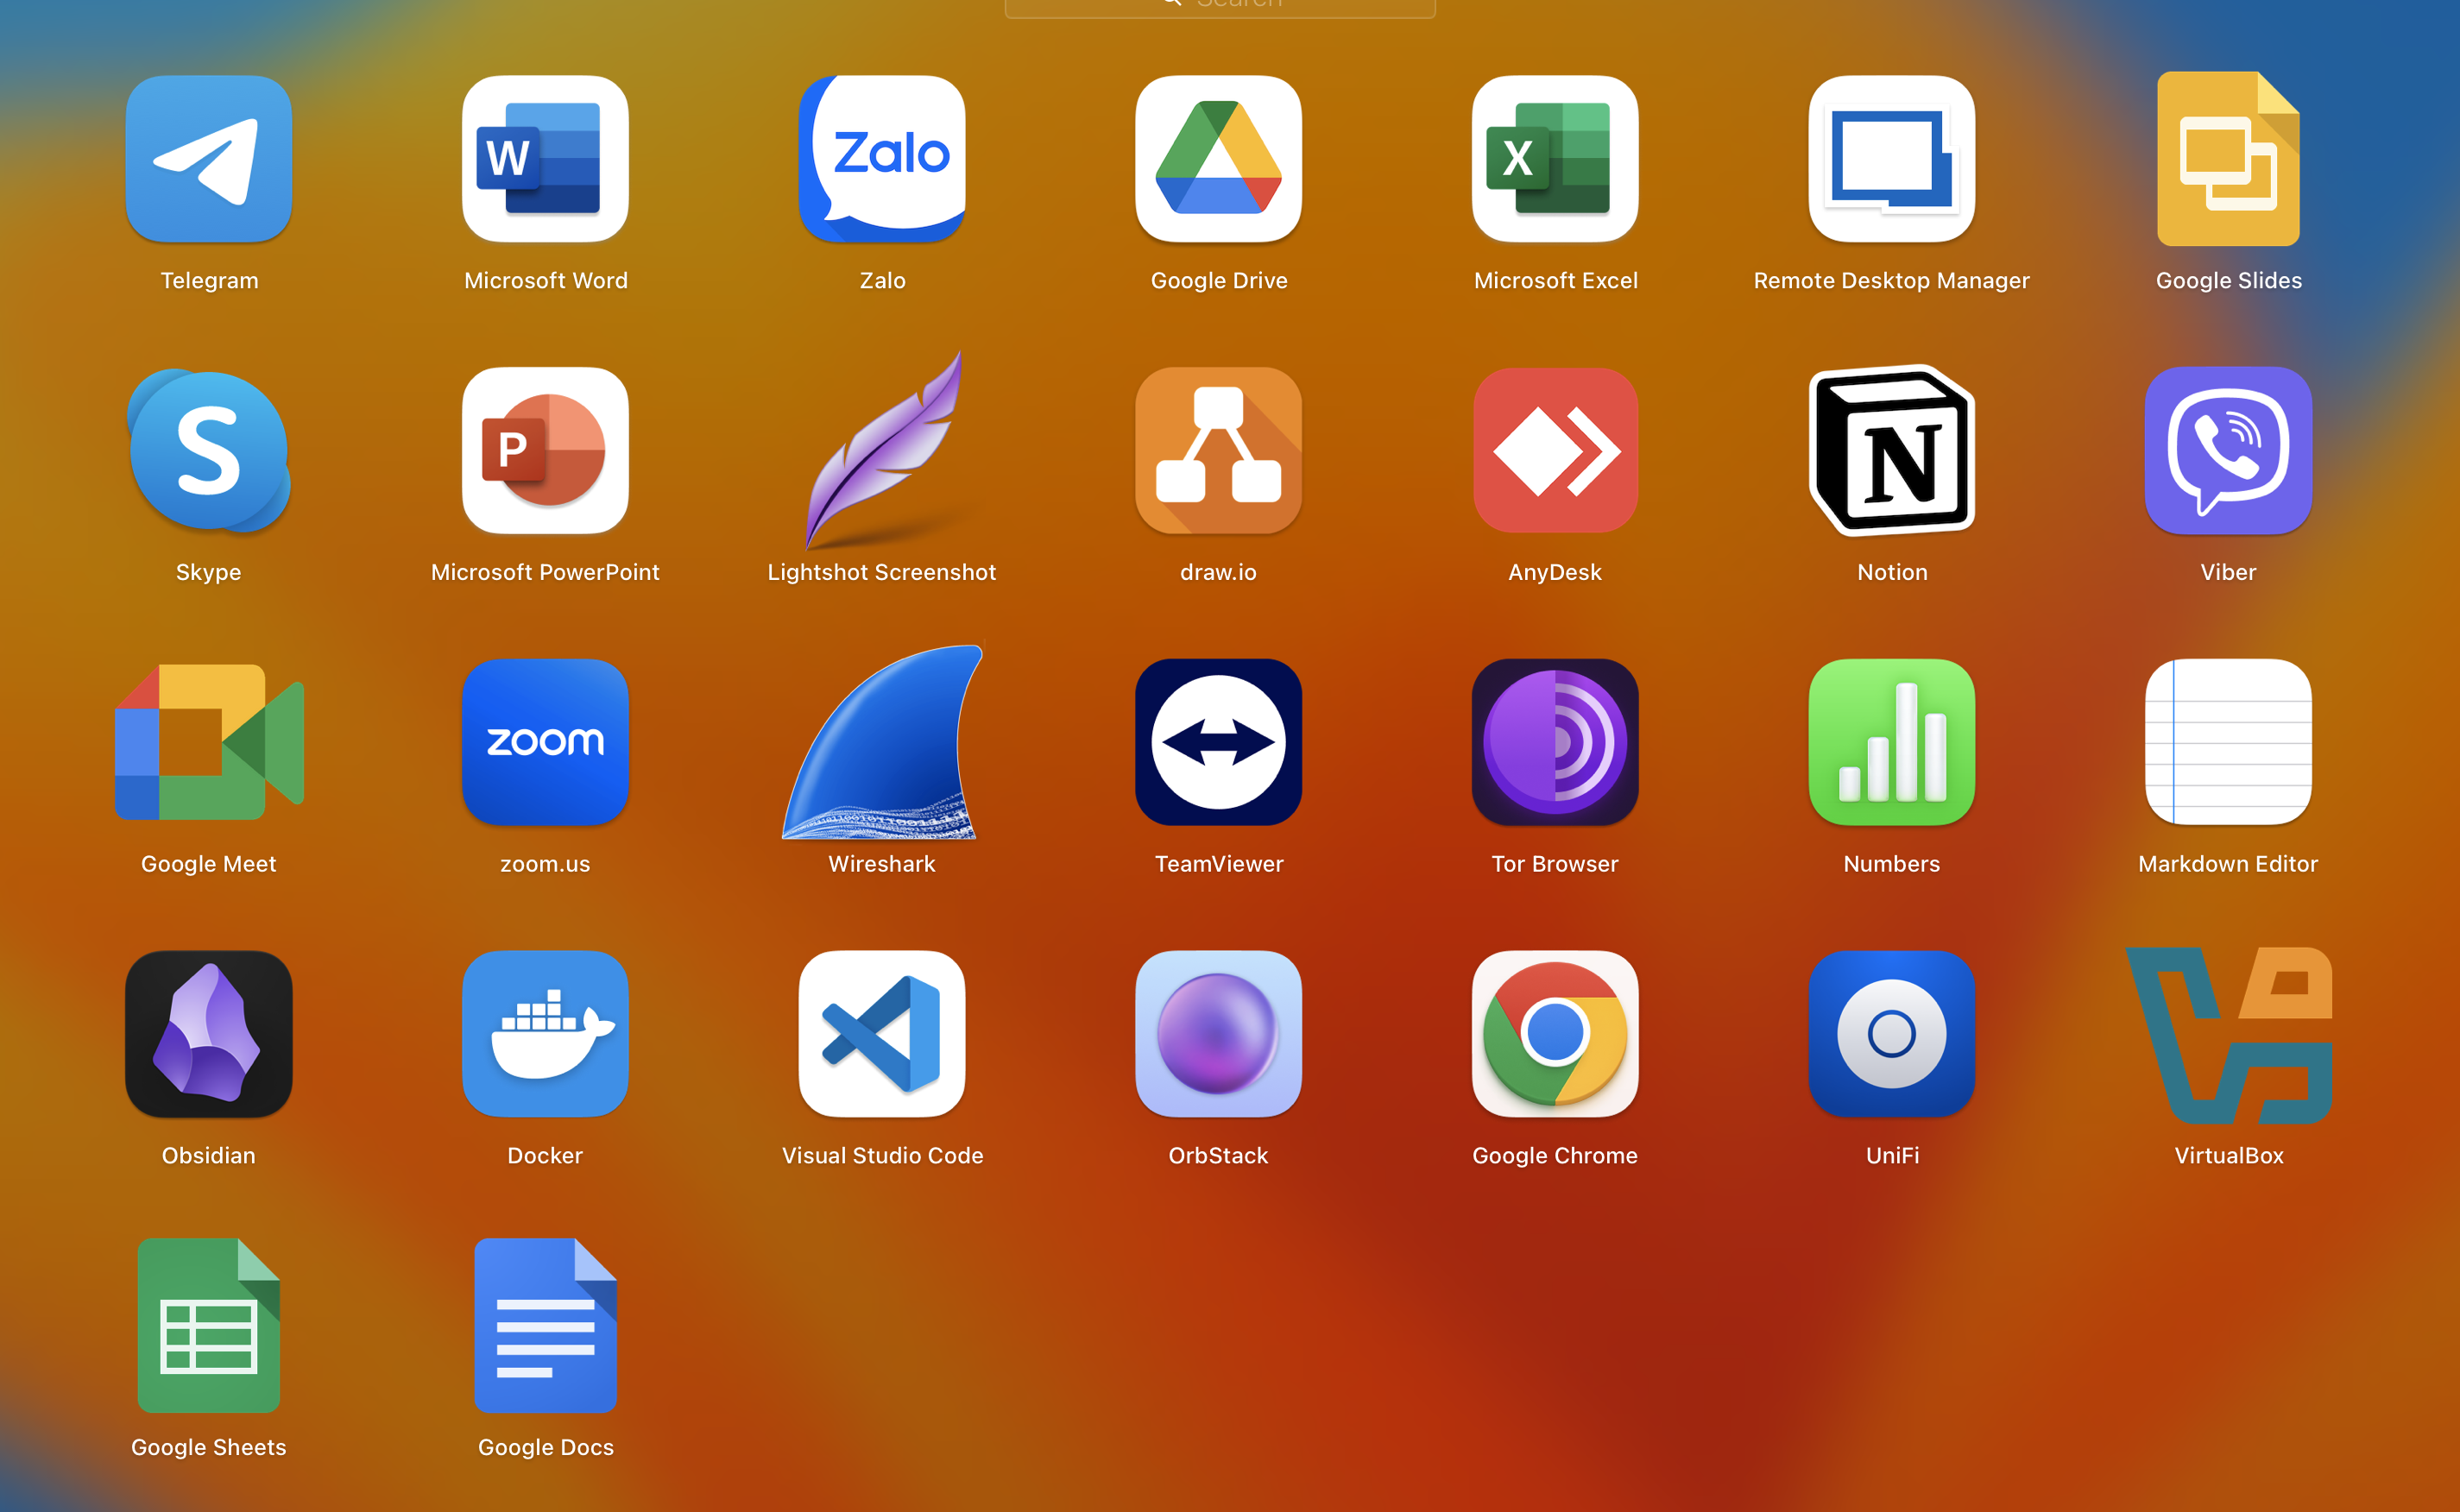 Search
Telegram
Microsoft Word
Zalo
Zalo
Google Drive
Microsoft Excel
Remote Desktop Manager
Google Slides
W
X
Skype
Microsoft PowerPoint
Lightshot Screenshot
draw.io
AnyDesk
Notion
Viber
S
P
N
zoom
Google Meet
zoom.us
Wireshark
TeamViewer
Tor Browser
Numbers
Markdown Editor
Obsidian
Docker
Visual Studio Code
OrbStack
Google Chrome
UniFi
VirtualBox
Google Sheets
Google Docs